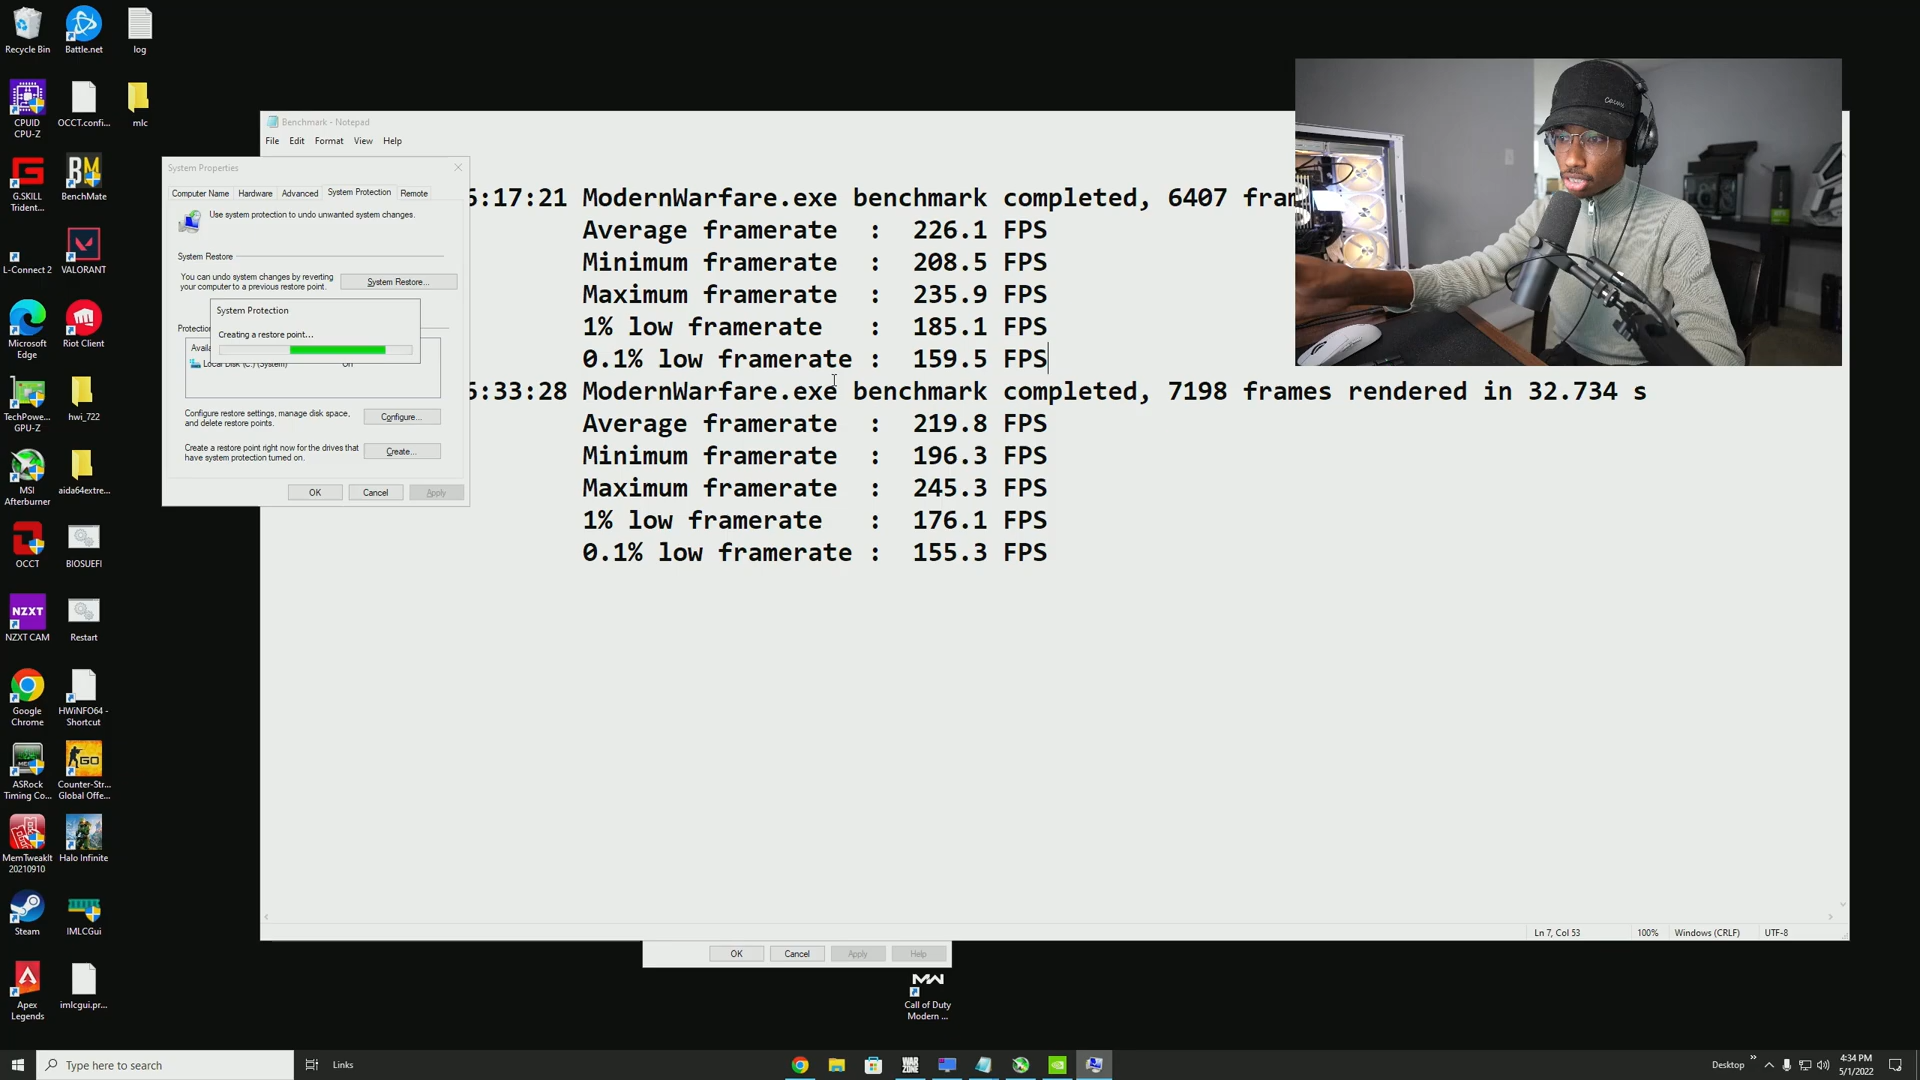 Recycle Bin
Battle.net
log
CPUID
CPU-Z
OCCT.confi...
mlc
G.SKILL
Trident...
BenchMate
L-Connect 2
VALORANT
Microsoft
Edge
Riot Client
TechPowe...
GPU-Z
hwi_722
MSI
Afterburner
aida64extre...
OCCT
BIOSUEFI
NZXT
NZXT CAM
Restart
Google
Chrome
HWiNFO64 -
Shortcut
ASRock
Timing Co...
Counter-Str...
Global Offe...
MemTweakIt
20210910
Halo Infinite
Steam
IMLCGui
Apex
Legends
imlcgui.pr...
Benchmark - Notepad
File Edit Format View Help
5:17:21 ModernWarfare.exe benchmark completed, 6407
Average framerate : 226.1 FPS
Minimum framerate : 208.5 FPS
Maximum framerate : 235.9 FPS
1% low framerate : 185.1 FPS
0.1% low framerate : 159.5 FPS
5:33:28 ModernWarfare.exe benchmark completed, 7198 frames rendered in 32.734 s
Average framerate : 219.8 FPS
Minimum framerate : 196.3 FPS
Maximum framerate : 245.3 FPS
1% low framerate : 176.1 FPS
0.1% low framerate : 155.3 FPS
Ln 7, Col 53 100% Windows (CRLF) UTF-8
System Properties
Computer Name Hardware Advanced System Protection Remote
Use system protection to undo unwanted system changes.
System Restore
You can undo system changes by reverting
your computer to a previous restore point.
System Restore...
System Protection
Creating a restore point...
Local Disk (C:) (System) On
Configure restore settings, manage disk space,
and delete restore points.
Configure...
Create a restore point right now for the drives that
have system protection turned on.
Create...
OK Cancel Apply
OK Cancel Apply Help
Call of Duty
Modern ...
Type here to search
Links
WAR
ZONE
Desktop
4:34 PM
5/1/2022